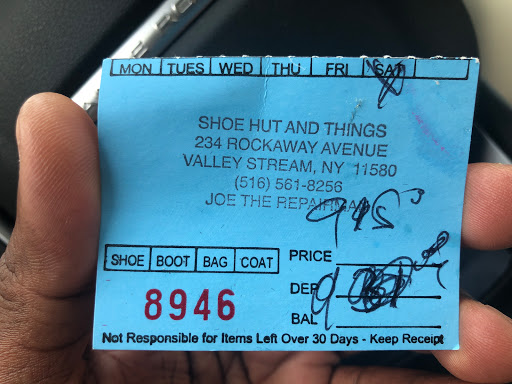 MON TUES WED THU FRI SAT
SHOE HUT AND THINGS
234 ROCKAWAY AVENUE
VALLEY STREAM, NY 11580
(516) 561-8256
JOE THE REPAIRMAN
SHOE BOOT BAG COAT
PRICE
DEP
BAL
8946
Not Responsible for Items Left Over 30 Days - Keep Receipt